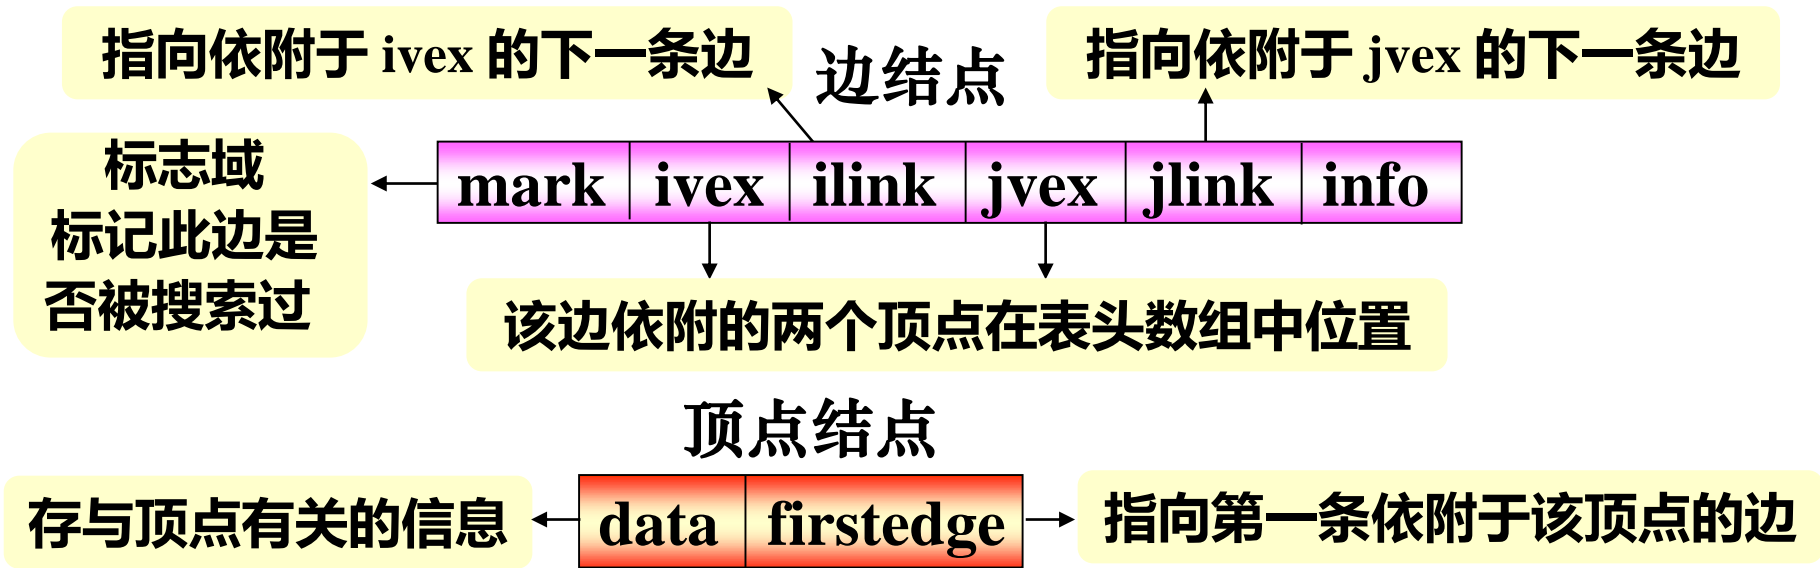 指向依附于 ivex 的下一条边
边结点
指向依附于 jvex 的下一条边
标志域
标记此边是
否被搜索过
mark ivex ilink jvex jlink info
该边依附的两个顶点在表头数组中位置
顶点结点
存与顶点有关的信息
data firstedge
指向第一条依附于该顶点的边